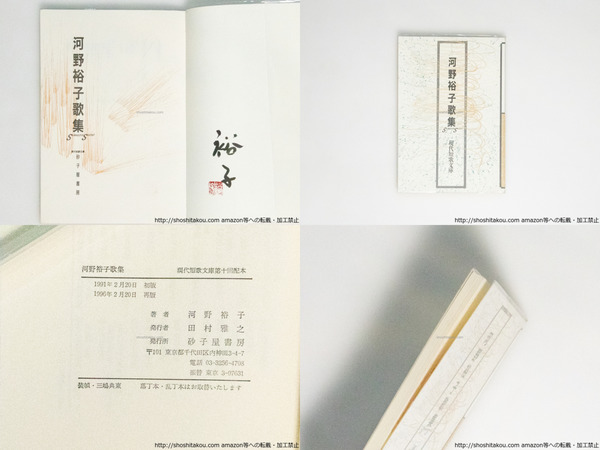 河野裕子歌集
砂子屋書房
裕子
http://shoshitakou.com amazon等への転載・加工禁止
河野裕子歌集
現代短歌文庫
http://shoshitakou.com amazon等への転載・加工禁止
河野裕子歌集 現代短歌文庫第十回配本
1991年2月20日 初版
1996年2月20日 再版
著者 河野裕子
発行者 田村雅之
発行所 砂子屋書房
〒101 東京都千代田区内神田3-4-7
電話 03-3256-4708
振替 東京 3-97631
装幀・三嶋典東 落丁本・乱丁本はお取替いたします
http://shoshitakou.com amazon等への転載・加工禁止
http://shoshitakou.com amazon等への転載・加工禁止